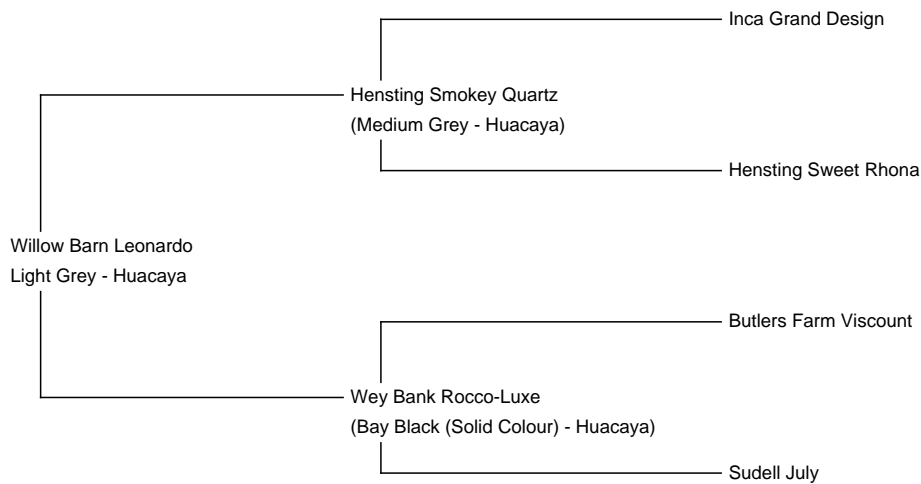 Inca Grand Design
Hensting Smokey Quartz
(Medium Grey - Huacaya)
Hensting Sweet Rhona
Willow Barn Leonardo
Light Grey - Huacaya
Butlers Farm Viscount
Wey Bank Rocco-Luxe
(Bay Black (Solid Colour) - Huacaya)
Sudell July